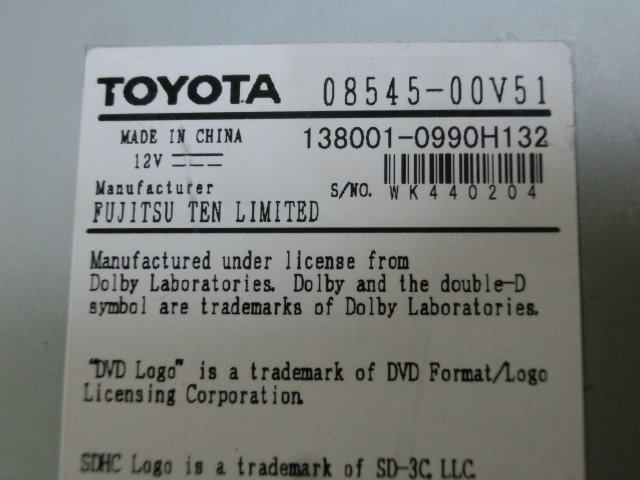 TOYOTA 08545-00V51
MADE IN CHINA 138001-0990H132
12V
Manufacturer S/NO. WK440204
FUJITSU TEN LIMITED
Manufactured under license from
Dolby Laboratories. Dolby and the double-D
symbol are trademarks of Dolby Laboratories.
"DVD Logo" is a trademark of DVD Format/Logo
Licensing Corporation.
SDHC Logo is a trademark of SD-3C, LLC.